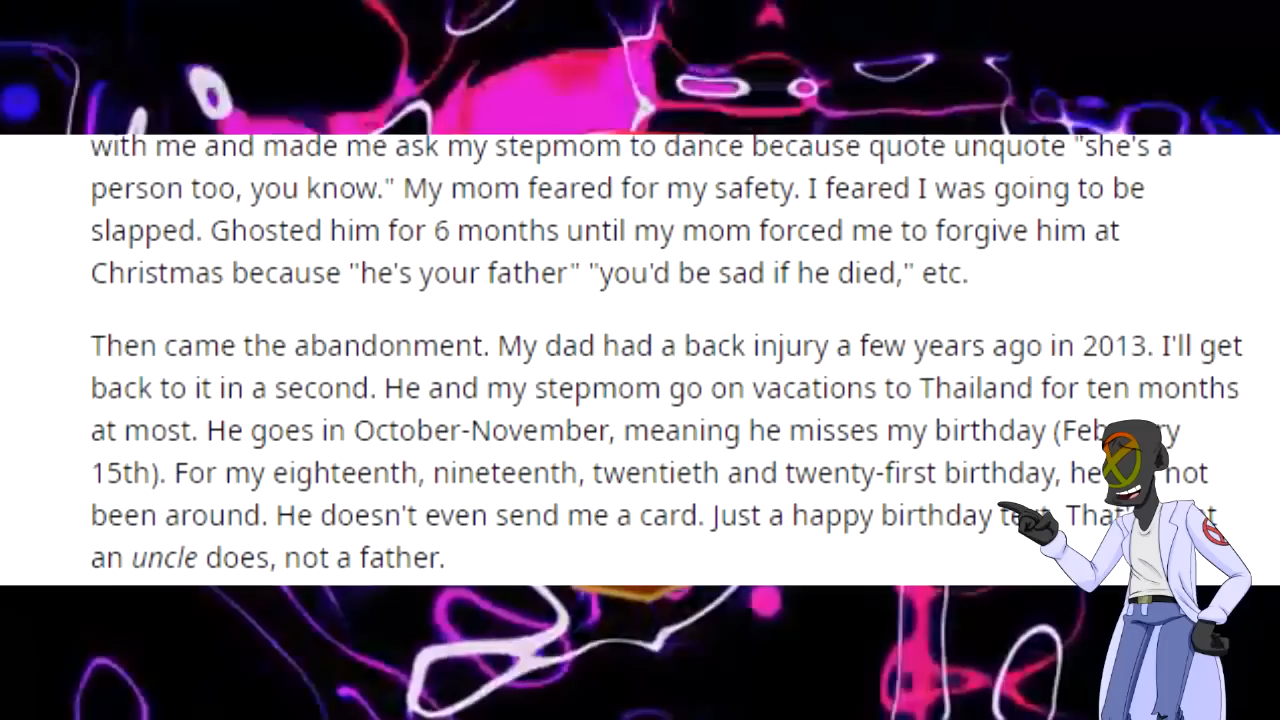 with me and made me ask my stepmom to dance because quote unquote "she's a
person too, you know." My mom feared for my safety. I feared I was going to be
slapped. Ghosted him for 6 months until my mom forced me to forgive him at
Christmas because "he's your father" "you'd be sad if he died," etc.
Then came the abandonment. My dad had a back injury a few years ago in 2013. I'll get
back to it in a second. He and my stepmom go on vacations to Thailand for ten months
at most. He goes in October-November, meaning he misses my birthday (February
15th). For my eighteenth, nineteenth, twentieth and twenty-first birthday, he not
been around. He doesn't even send me a card. Just a happy birthday text.
an uncle does, not a father.